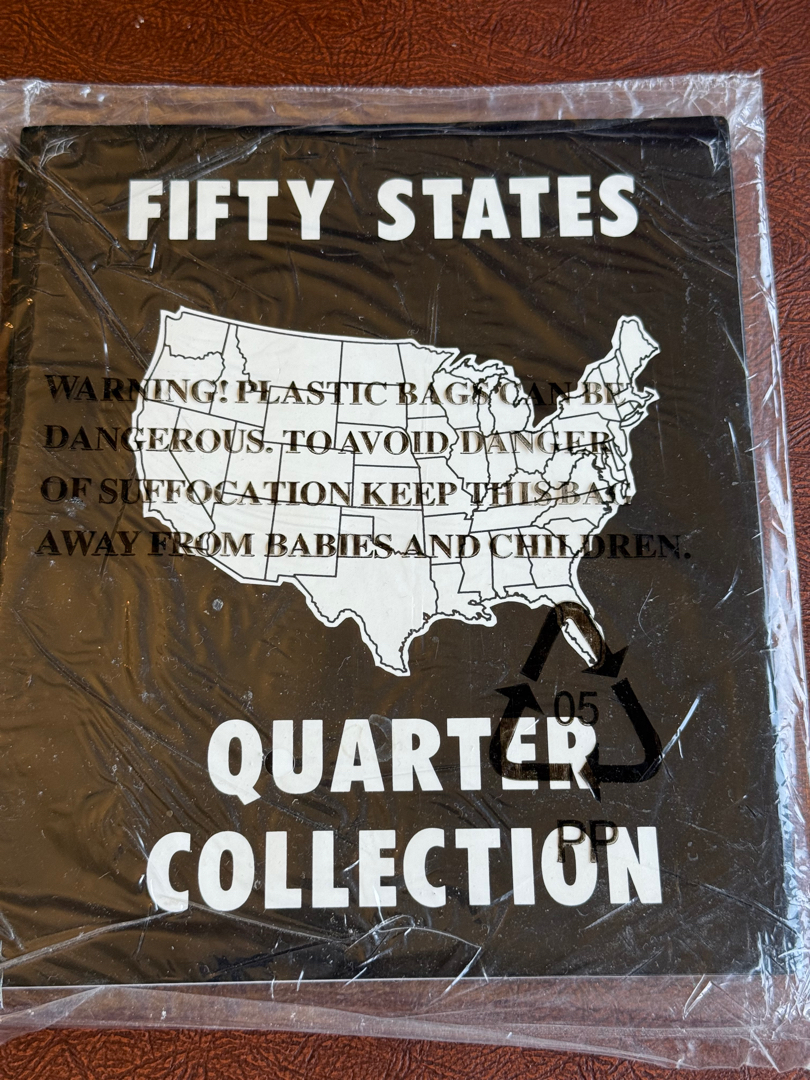 FIFTY STATES
WARNING! PLASTIC BAGS CAN BE
DANGEROUS. TO AVOID DANGER
OF SUFFOCATION KEEP THIS BAG
AWAY FROM BABIES AND CHILDREN.
05
QUARTER
PP
COLLECTION